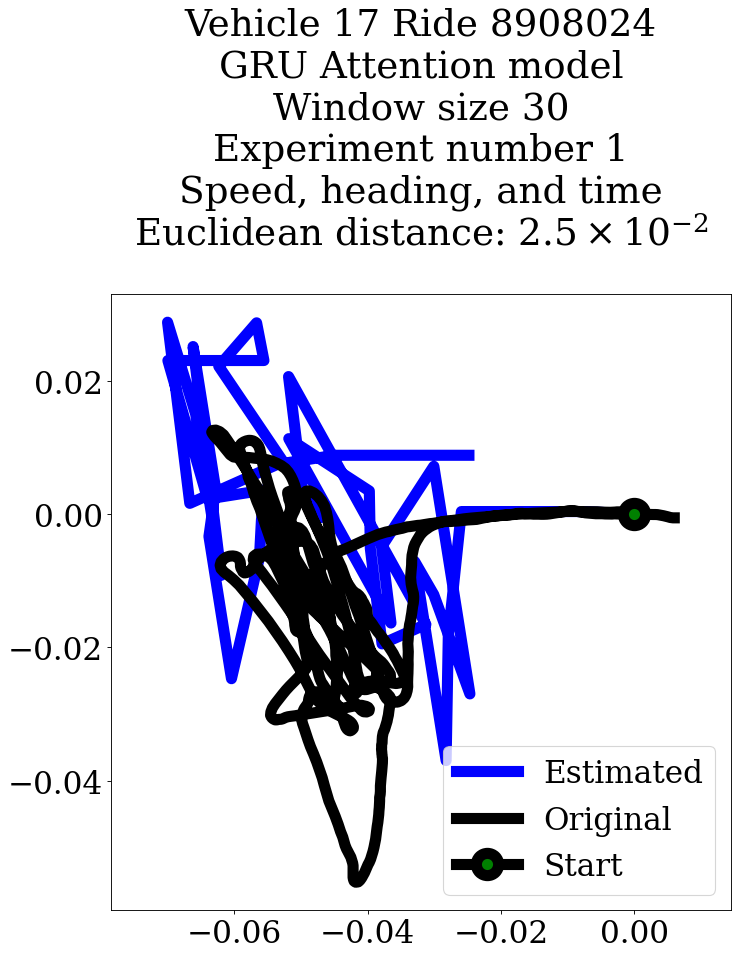 Vehicle 17 Ride 8908024
GRU Attention model
Window size 30
Experiment number 1
Speed, heading, and time
Euclidean distance: 2.5 × 10⁻²
0.02
0.00
−0.02
−0.04
Estimated
Original
Start
−0.06
−0.04
−0.02
0.00